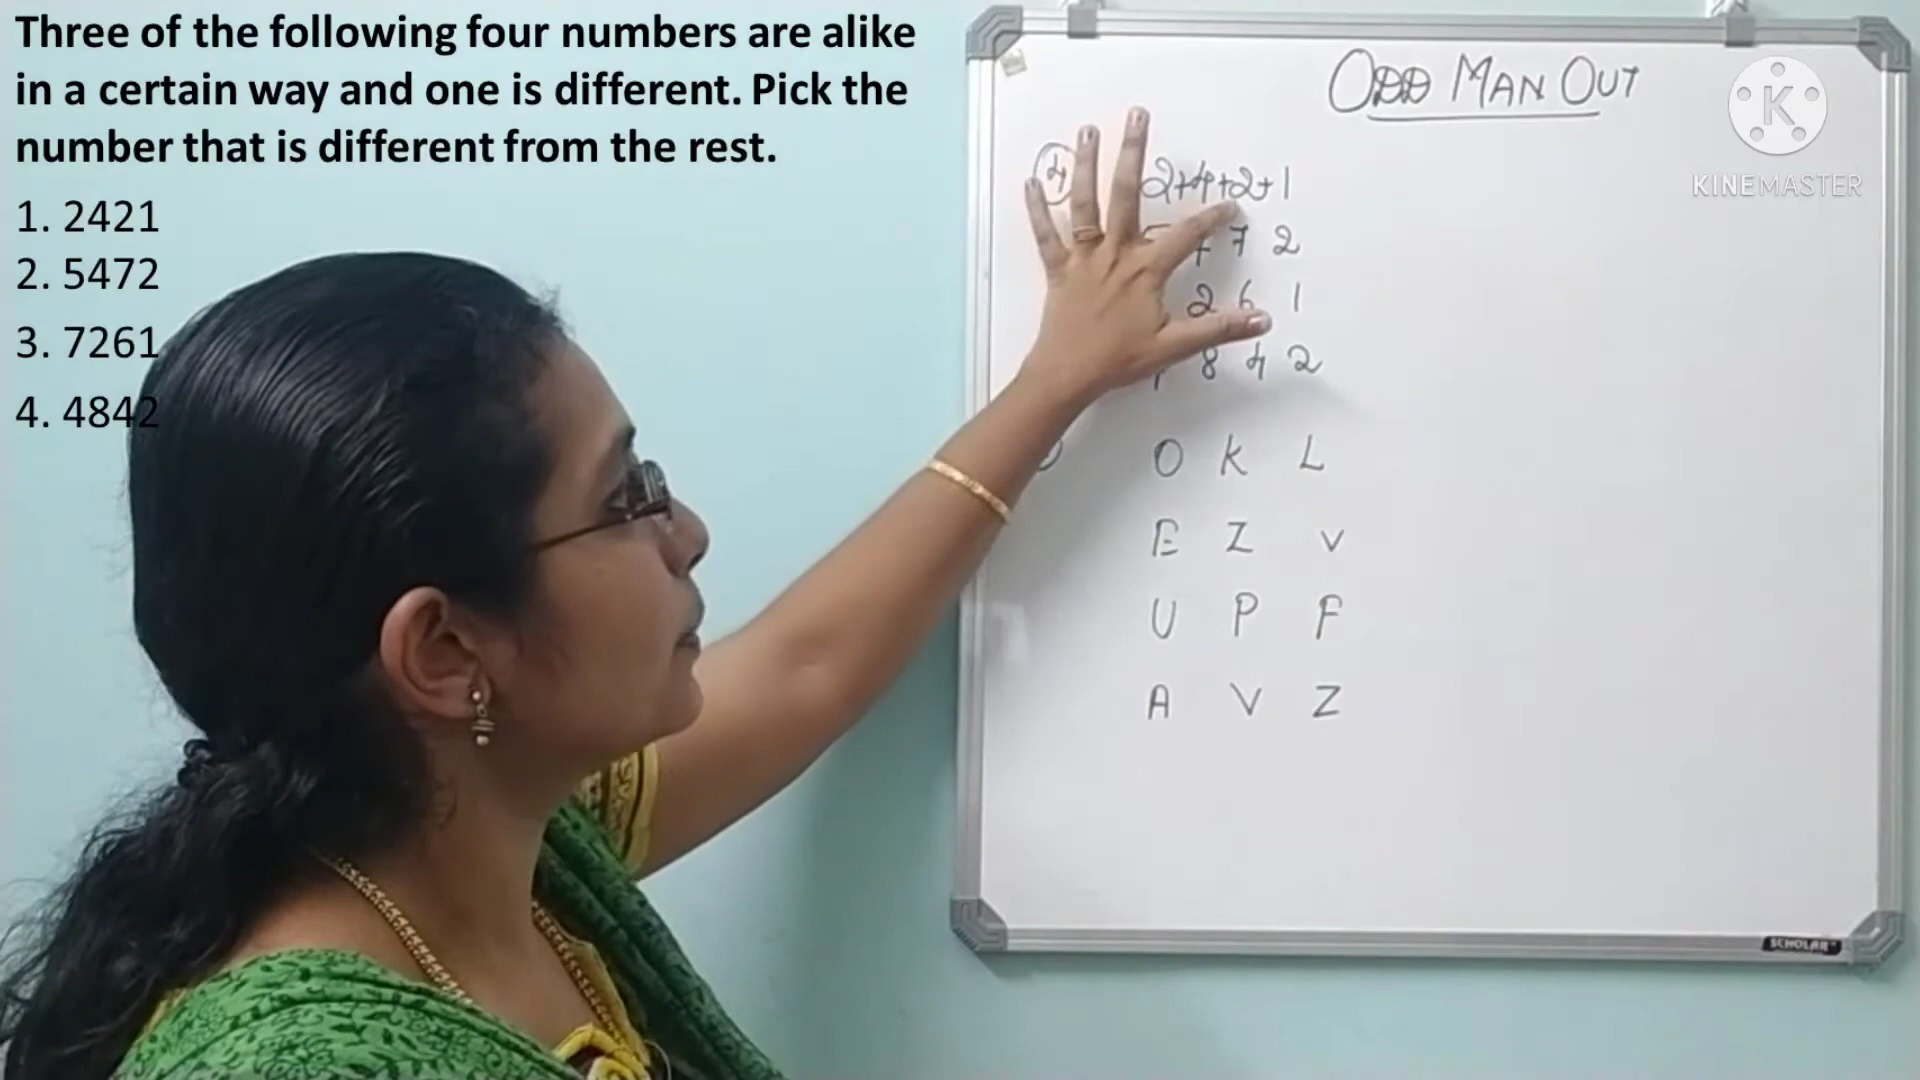 Three of the following four numbers are alike
in a certain way and one is different. Pick the
number that is different from the rest.
1. 2421
2. 5472
3. 7261
4. 4842
ODD MAN OUT
KINEMASTER
4 2+4+2+1
7 2
2 6 1
8 4 2
O K L
E Z V
U P F
A V Z
SCHOLAR